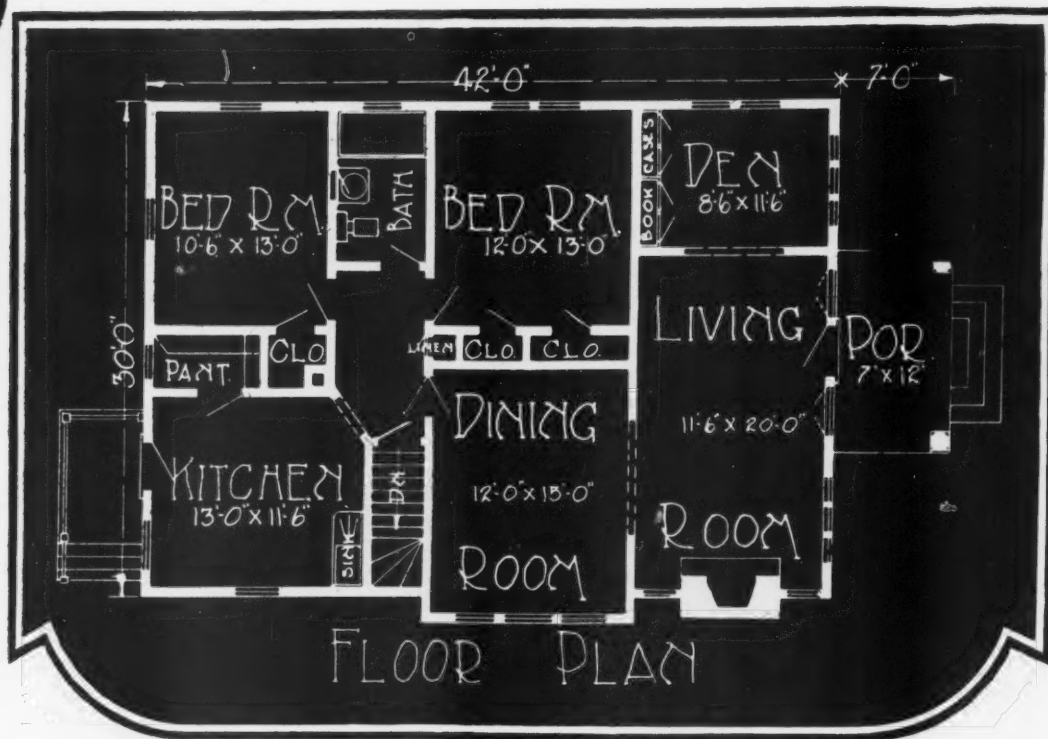 42'-0"
7'-0"
30'-0"
BED RM.
10'-6" X 13'-0"
BATH
BED RM.
12'-0" X 13'-0"
BOOK CASES
DEN
8'-6" X 11'-6"
LIVING
ROOM
11'-6" X 20'-0"
POR.
7' X 12'
PANT.
CLO.
LINEN
CLO.
CLO.
KITCHEN
13'-0" X 11'-6"
SINK
DN
DINING
12'-0" X 15'-0"
ROOM
FLOOR PLAN